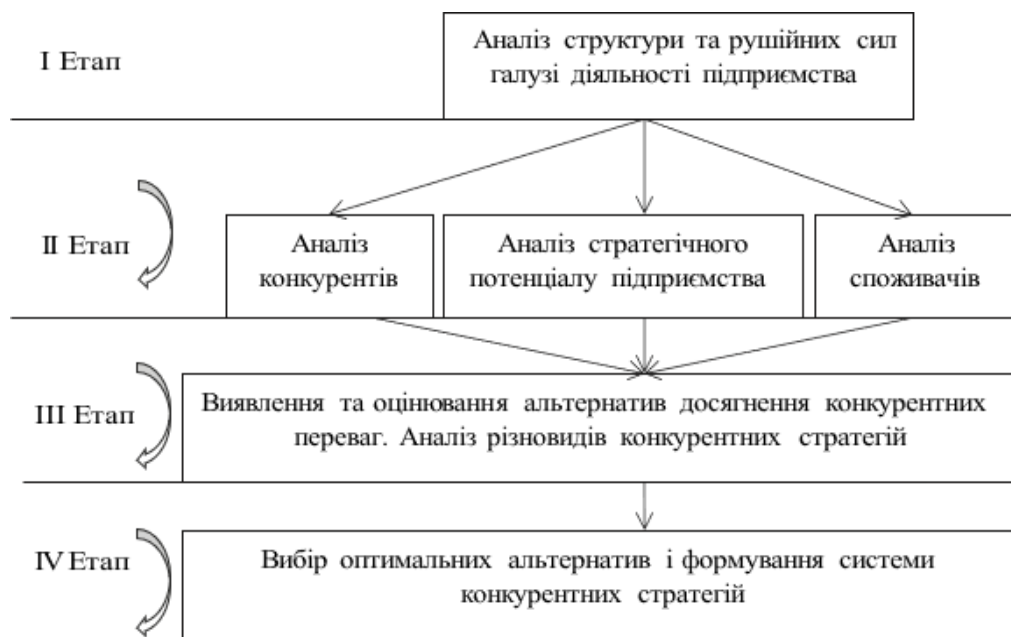 І Етап
Аналіз структури та рушійних сил
галузі діяльності підприємства
ІІ Етап
Аналіз
конкурентів
Аналіз стратегічного
потенціалу підприємства
Аналіз
споживачів
ІІІ Етап
Виявлення та оцінювання альтернатив досягнення конкурентних
переваг. Аналіз різновидів конкурентних стратегій
IV Етап
Вибір оптимальних альтернатив і формування системи
конкурентних стратегій